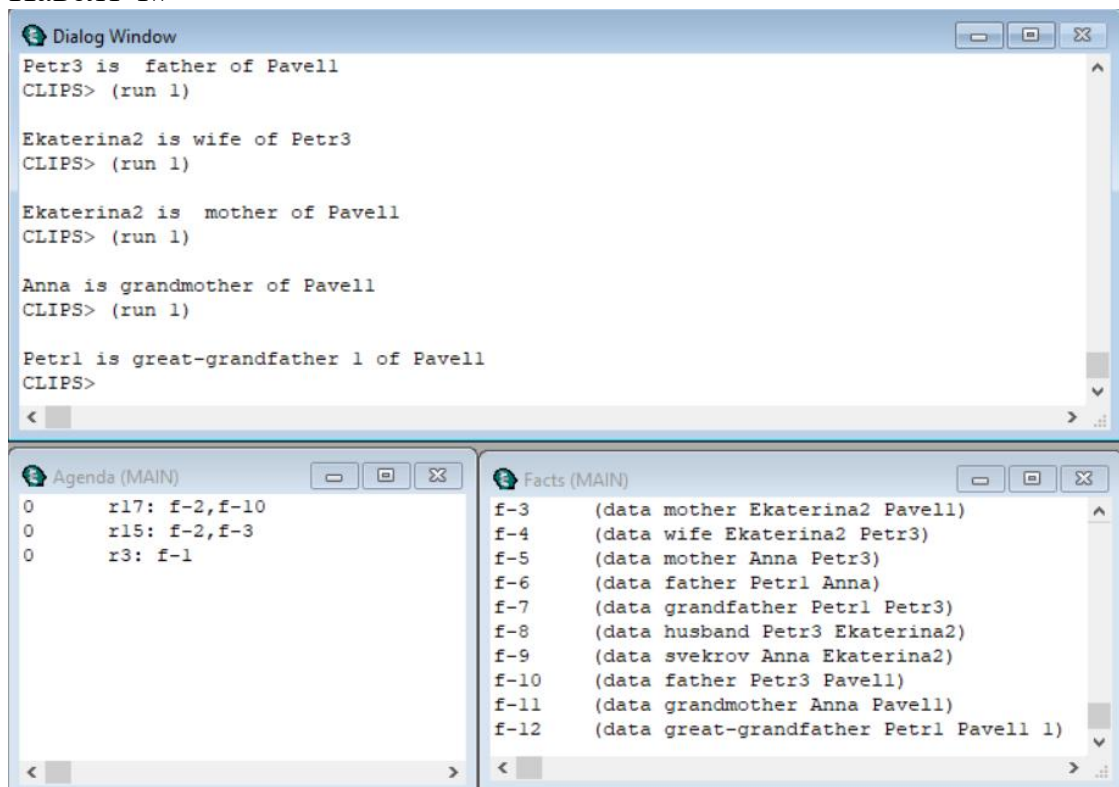 Dialog Window
Petr3 is  father of Pavel1
CLIPS> (run 1)
Ekaterina2 is wife of Petr3
CLIPS> (run 1)
Ekaterina2 is  mother of Pavel1
CLIPS> (run 1)
Anna is grandmother of Pavel1
CLIPS> (run 1)
Petr1 is great-grandfather 1 of Pavel1
CLIPS>
Agenda (MAIN)
0 r17: f-2,f-10
0 r15: f-2,f-3
0 r3: f-1
Facts (MAIN)
f-3 (data mother Ekaterina2 Pavel1)
f-4 (data wife Ekaterina2 Petr3)
f-5 (data mother Anna Petr3)
f-6 (data father Petr1 Anna)
f-7 (data grandfather Petr1 Petr3)
f-8 (data husband Petr3 Ekaterina2)
f-9 (data svekrov Anna Ekaterina2)
f-10 (data father Petr3 Pavel1)
f-11 (data grandmother Anna Pavel1)
f-12 (data great-grandfather Petr1 Pavel1 1)